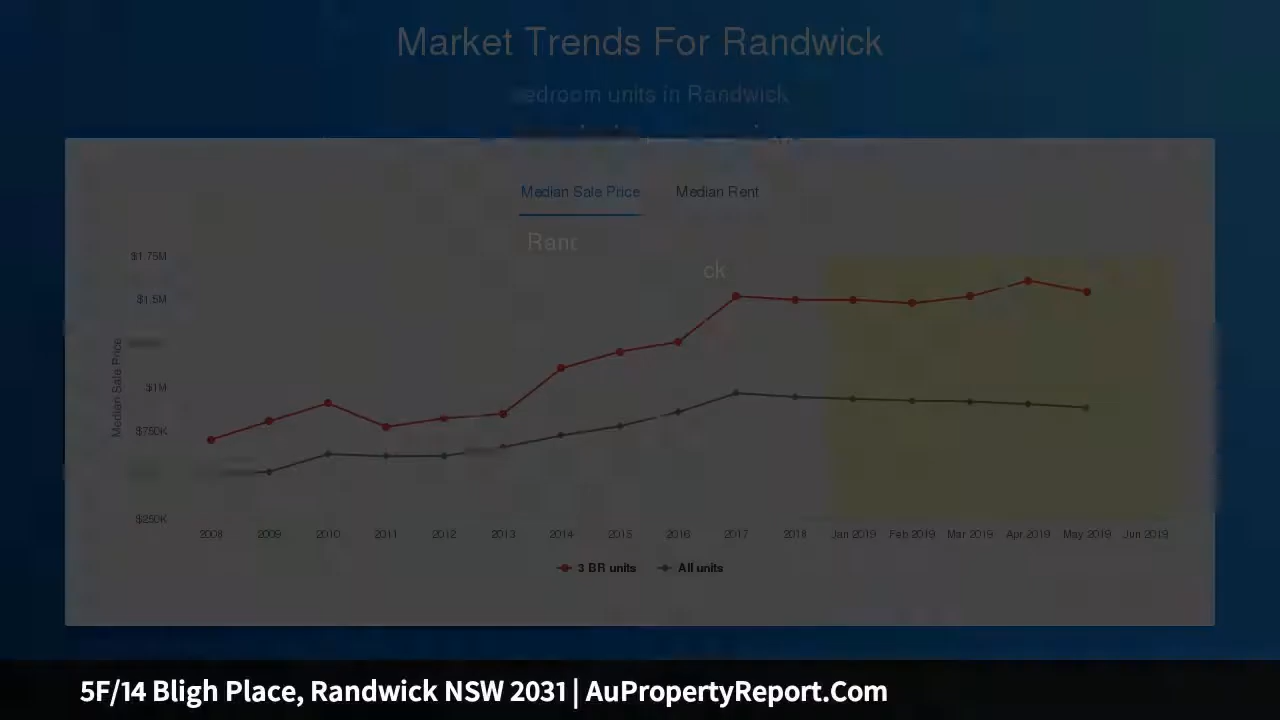 Market Trends For Randwick
edroom units in Randwick
Median Sale Price Median Rent
Rand
ck
$1.75M
$1.5M
$1M
$750K
$250K
Median Sale Price
2008 2009 2010 2011 2012 2013 2014 2015 2016 2017 2018 Jan 2019 Feb 2019 Mar 2019 Apr 2019 May 2019 Jun 2019
3 BR units All units
5F/14 Bligh Place, Randwick NSW 2031 | AuPropertyReport.Com